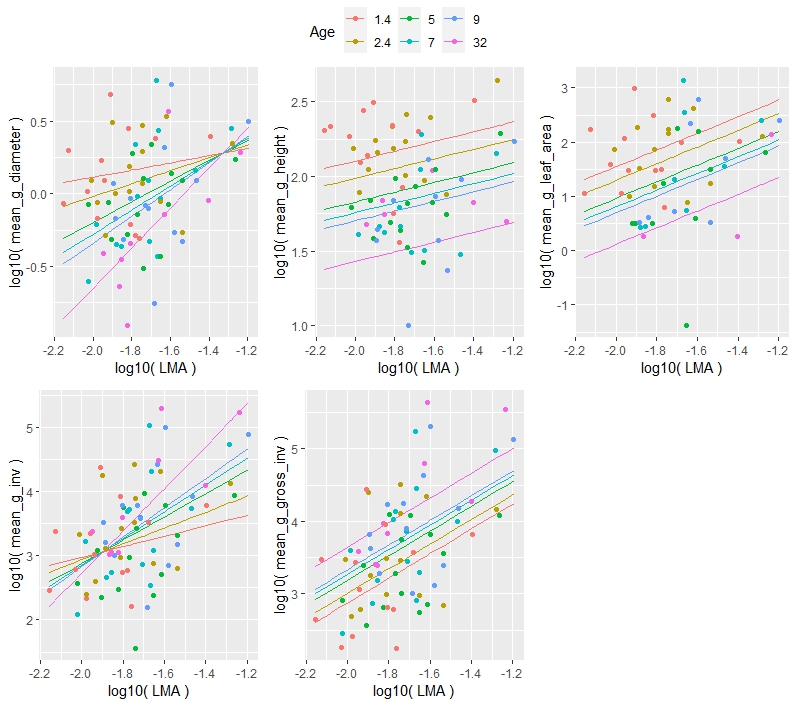 Age 1.4 5 9
2.4 7 32
log10( mean_g_diameter )
0.5
0.0
-0.5
-2.2 -2.0 -1.8 -1.6 -1.4 -1.2
log10( LMA )
log10( mean_g_height )
2.5
2.0
1.5
1.0
-2.2 -2.0 -1.8 -1.6 -1.4 -1.2
log10( LMA )
log10( mean_g_leaf_area )
3
2
1
0
-1
-2.2 -2.0 -1.8 -1.6 -1.4 -1.2
log10( LMA )
log10( mean_g_inv )
5
4
3
2
-2.2 -2.0 -1.8 -1.6 -1.4 -1.2
log10( LMA )
log10( mean_g_gross_inv )
5
4
3
-2.2 -2.0 -1.8 -1.6 -1.4 -1.2
log10( LMA )